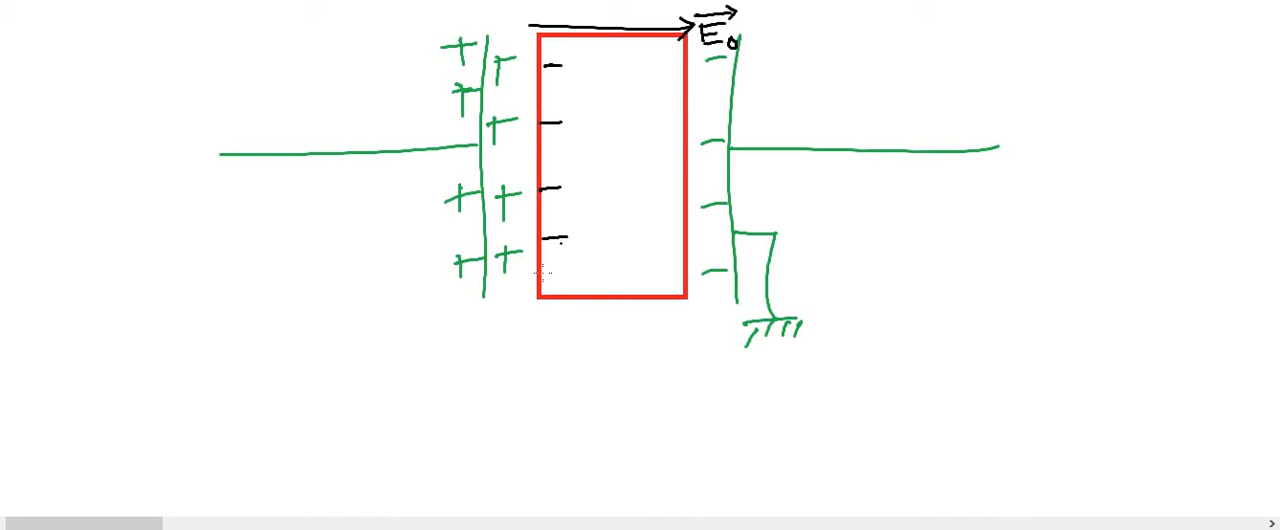 E₀
+ + + + + + + +
- - - -
- - - -